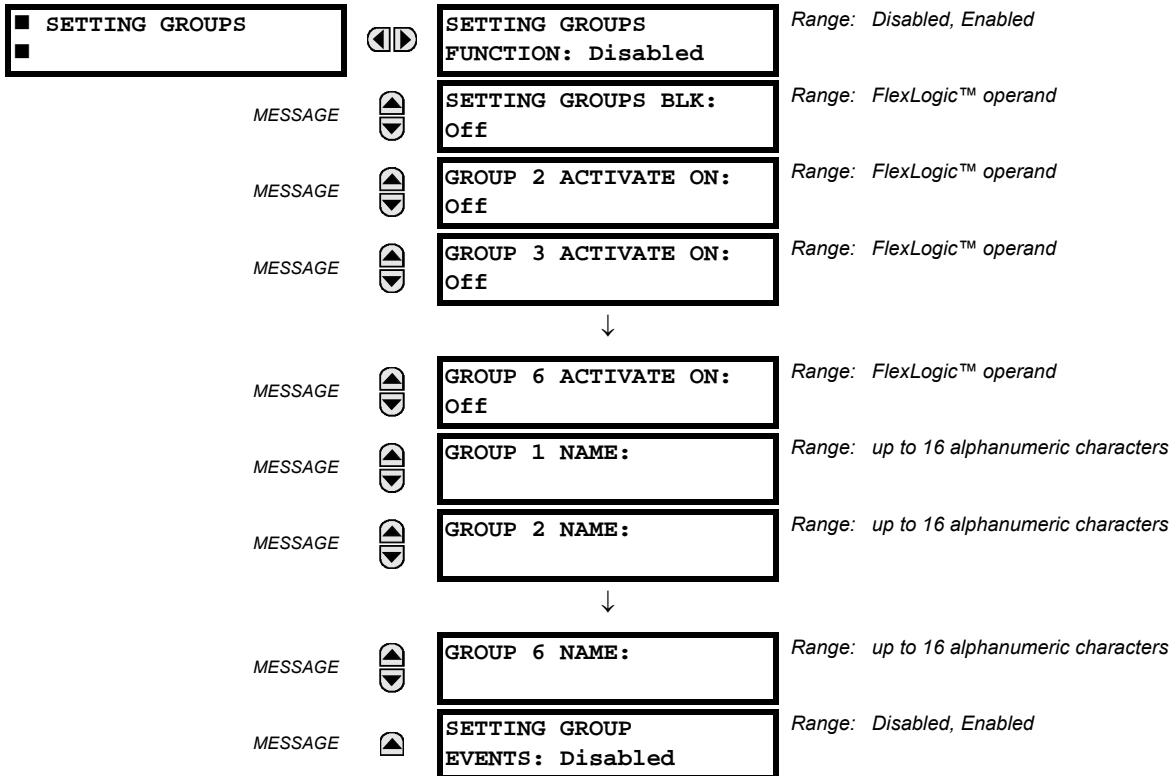 ■ SETTING GROUPS
■
SETTING GROUPS
FUNCTION: Disabled
Range: Disabled, Enabled
MESSAGE
SETTING GROUPS BLK:
Off
Range: FlexLogic™ operand
MESSAGE
GROUP 2 ACTIVATE ON:
Off
Range: FlexLogic™ operand
MESSAGE
GROUP 3 ACTIVATE ON:
Off
Range: FlexLogic™ operand
↓
MESSAGE
GROUP 6 ACTIVATE ON:
Off
Range: FlexLogic™ operand
MESSAGE
GROUP 1 NAME:
Range: up to 16 alphanumeric characters
MESSAGE
GROUP 2 NAME:
Range: up to 16 alphanumeric characters
↓
MESSAGE
GROUP 6 NAME:
Range: up to 16 alphanumeric characters
MESSAGE
SETTING GROUP
EVENTS: Disabled
Range: Disabled, Enabled